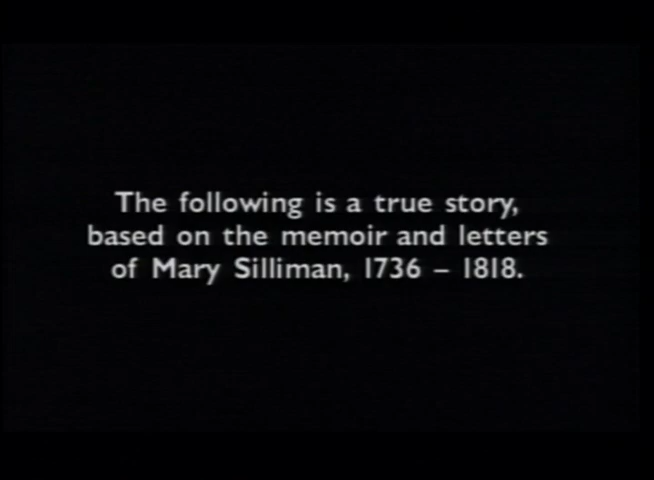 The following is a true story,
based on the memoir and letters
of Mary Silliman, 1736 – 1818.